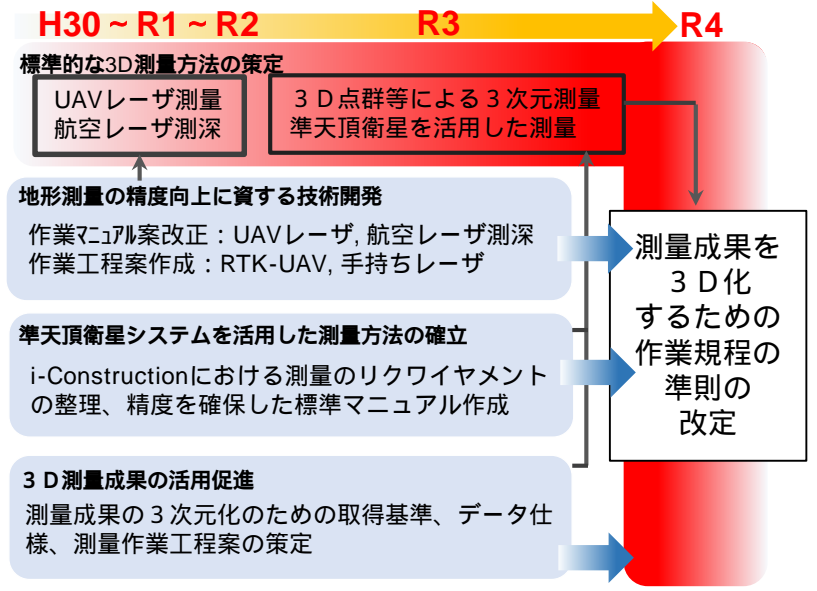 H30~R1~R2
R3
R4
標準的な3D測量方法の策定
UAVレーザ測量
航空レーザ測深
3D点群等による3次元測量
準天頂衛星を活用した測量
地形測量の精度向上に資する技術開発
作業ﾏﾆｭｱﾙ案改正:UAVレーザ, 航空レーザ測深
作業工程案作成:RTK-UAV, 手持ちレーザ
準天頂衛星システムを活用した測量方法の確立
i-Constructionにおける測量のリクワイヤメント
の整理、精度を確保した標準マニュアル作成
3D測量成果の活用促進
測量成果の3次元化のための取得基準、データ仕
様、測量作業工程案の策定
測量成果を
3D化
するための
作業規程の
準則の
改定